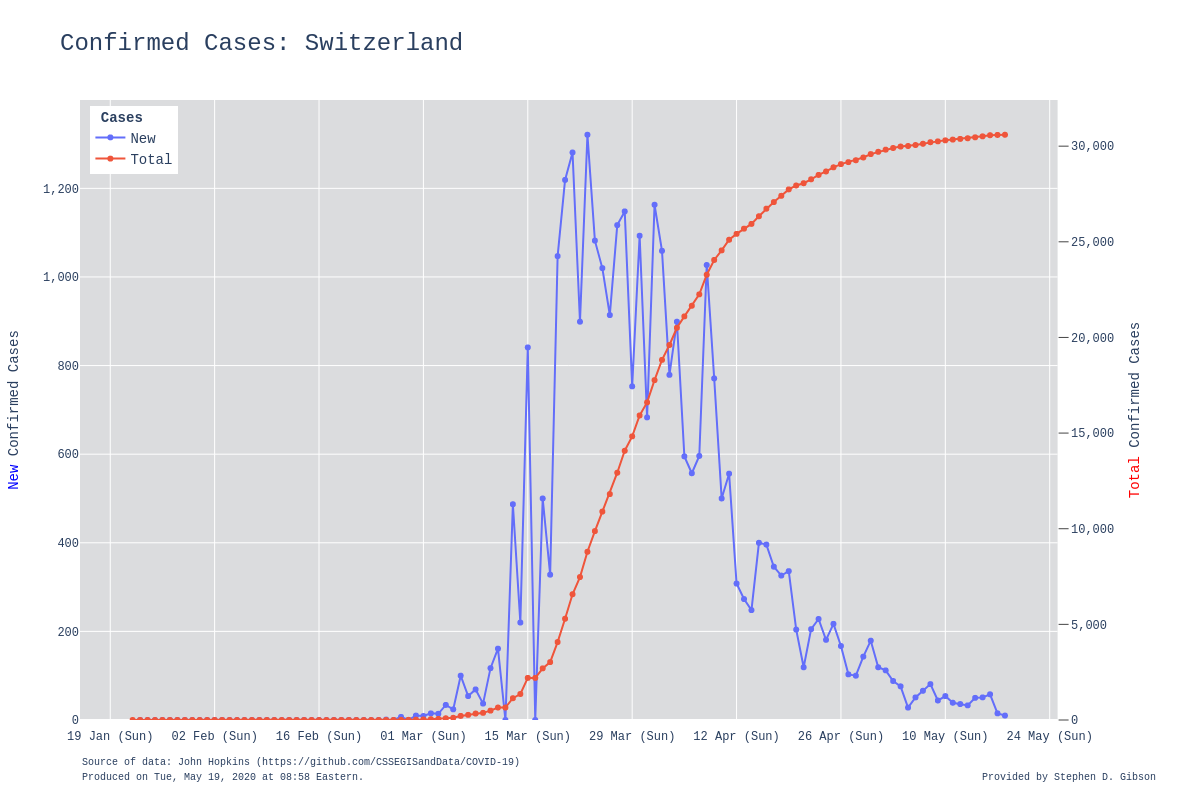 Confirmed Cases: Switzerland
Cases
New
Total
1,200
1,000
800
600
400
200
0
30,000
25,000
20,000
15,000
10,000
5,000
0
New Confirmed Cases
Total Confirmed Cases
19 Jan (Sun) 02 Feb (Sun) 16 Feb (Sun) 01 Mar (Sun) 15 Mar (Sun) 29 Mar (Sun) 12 Apr (Sun) 26 Apr (Sun) 10 May (Sun) 24 May (Sun)
Source of data: John Hopkins (https://github.com/CSSEGISandData/COVID-19)
Produced on Tue, May 19, 2020 at 08:58 Eastern.
Provided by Stephen D. Gibson